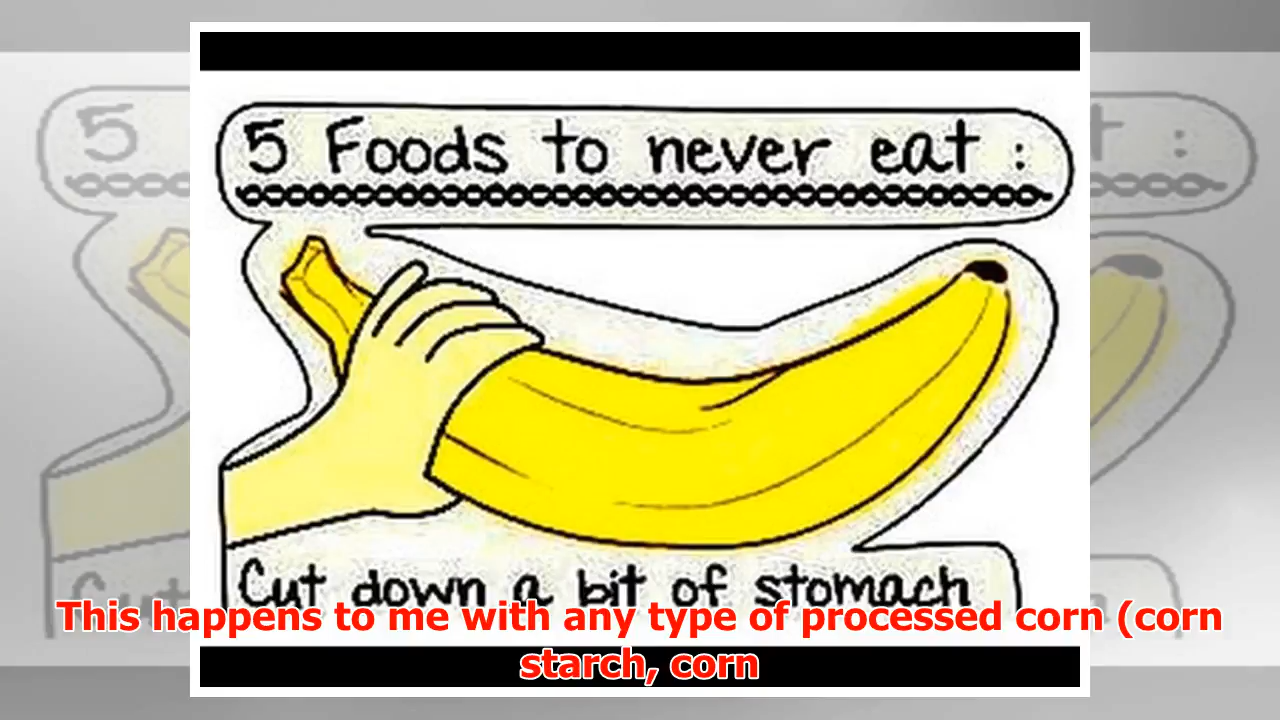 5 Foods to never eat :
Cut down a bit of stomach
This happens to me with any type of processed corn (corn
starch, corn